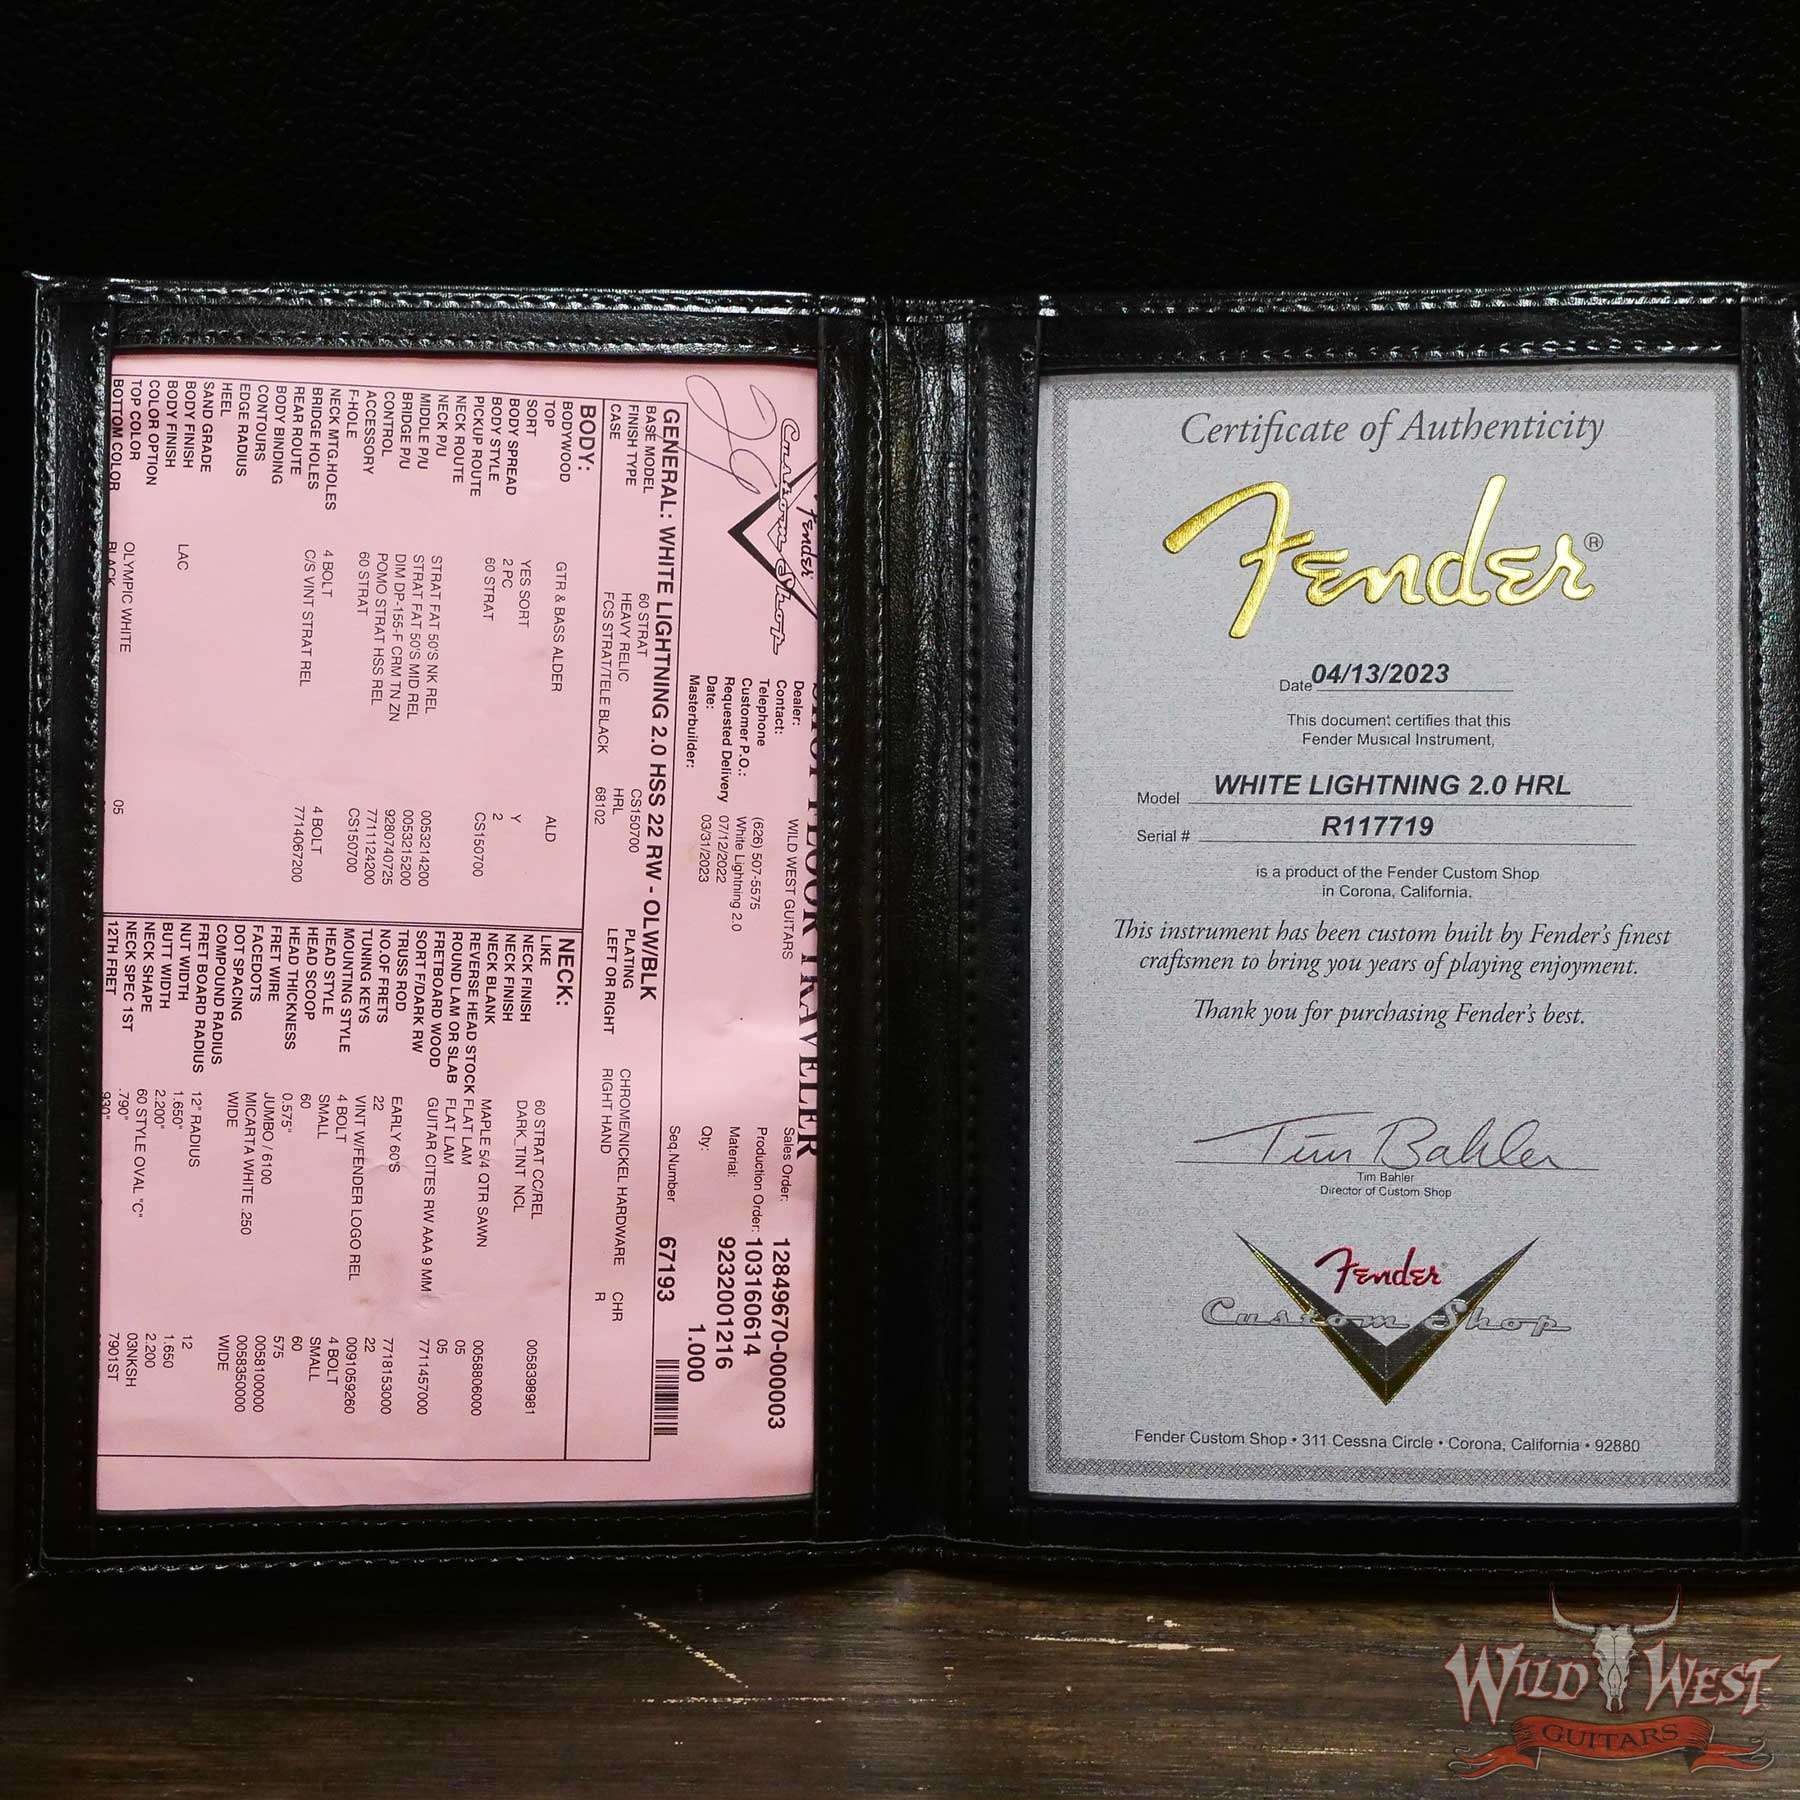 SHOP FLOOR TRAVELER
Fender
Custom Shop
Dealer: WILD WEST GUITARS
Contact:
Telephone (626) 507-5575
Customer P.O.: White Lightning 2.0
Requested Delivery 07/12/2022
Date: 03/31/2023
Masterbuilder:
Sales Order: 12849670-000003
Production Order: 103160614
Material: 9232001216
Qty: 1.000
Seq.Number 67193
GENERAL: WHITE LIGHTNING 2.0 HSS 22 RW - OLW/BLK
BASE MODEL 60 STRAT CS150700 PLATING CHROME/NICKEL HARDWARE CHR
FINISH TYPE HEAVY RELIC HRL LEFT OR RIGHT RIGHT HAND R
CASE FCS STRAT/TELE BLACK 68102
BODY:
BODYWOOD GTR & BASS ALDER ALD
TOP
SORT YES SORT Y
BODY SPREAD 2 PC 2
BODY STYLE 60 STRAT CS150700
PICKUP ROUTE
NECK ROUTE
NECK P/U STRAT FAT 50'S NK REL 0053214200
MIDDLE P/U STRAT FAT 50'S MID REL 0053215200
BRIDGE P/U DIM DP-155-F CRM TN ZN 9280740725
CONTROL POMO STRAT HSS REL 7711124200
ACCESSORY 60 STRAT CS150700
F-HOLE
NECK MTG.HOLES 4 BOLT 4 BOLT
BRIDGE HOLES C/S VINT STRAT REL 7714067200
REAR ROUTE
BODY BINDING
CONTOURS
EDGE RADIUS
HEEL
SAND GRADE
BODY FINISH LAC
BODY FINISH
COLOR OPTION
TOP COLOR OLYMPIC WHITE 05
BOTTOM COLOR BLACK
NECK:
LIKE 60 STRAT CC/REL 0058398981
NECK FINISH DARK_TINT NCL
NECK FINISH
NECK BLANK MAPLE 5/4 QTR SAWN 0058806000
REVERSE HEAD STOCK FLAT LAM 05
ROUND LAM OR SLAB FLAT LAM 05
FRETBOARD WOOD GUITAR CITES RW AAA 9 MM 7711457000
SORT F/DARK RW
TRUSS ROD EARLY 60'S 7718153000
NO.OF FRETS 22 22
TUNING KEYS VINT W/FENDER LOGO REL 0091059260
MOUNTING STYLE 4 BOLT 4 BOLT
HEAD STYLE SMALL SMALL
HEAD SCOOP 60 60
HEAD THICKNESS 0.575" 575
FRET WIRE JUMBO / 6100 0058100000
FACEDOTS MICARTA WHITE .250 0058350000
DOT SPACING WIDE WIDE
COMPOUND RADIUS
FRET BOARD RADIUS 12" RADIUS 12
NUT WIDTH 1.650" 1.650
BUTT WIDTH 2.200" 2.200
NECK SHAPE 60 STYLE OVAL "C" 03NKSH
NECK SPEC 1ST .790" 7901ST
12TH FRET .930"
Certificate of Authenticity
Fender®
Date 04/13/2023
This document certifies that this
Fender Musical Instrument,
Model WHITE LIGHTNING 2.0 HRL
Serial # R117719
is a product of the Fender Custom Shop
in Corona, California.
This instrument has been custom built by Fender's finest
craftsmen to bring you years of playing enjoyment.
Thank you for purchasing Fender's best.
Tim Bahler
Tim Bahler
Director of Custom Shop
Fender
Custom Shop
Fender Custom Shop • 311 Cessna Circle • Corona, California • 92880
WILD WEST
GUITARS